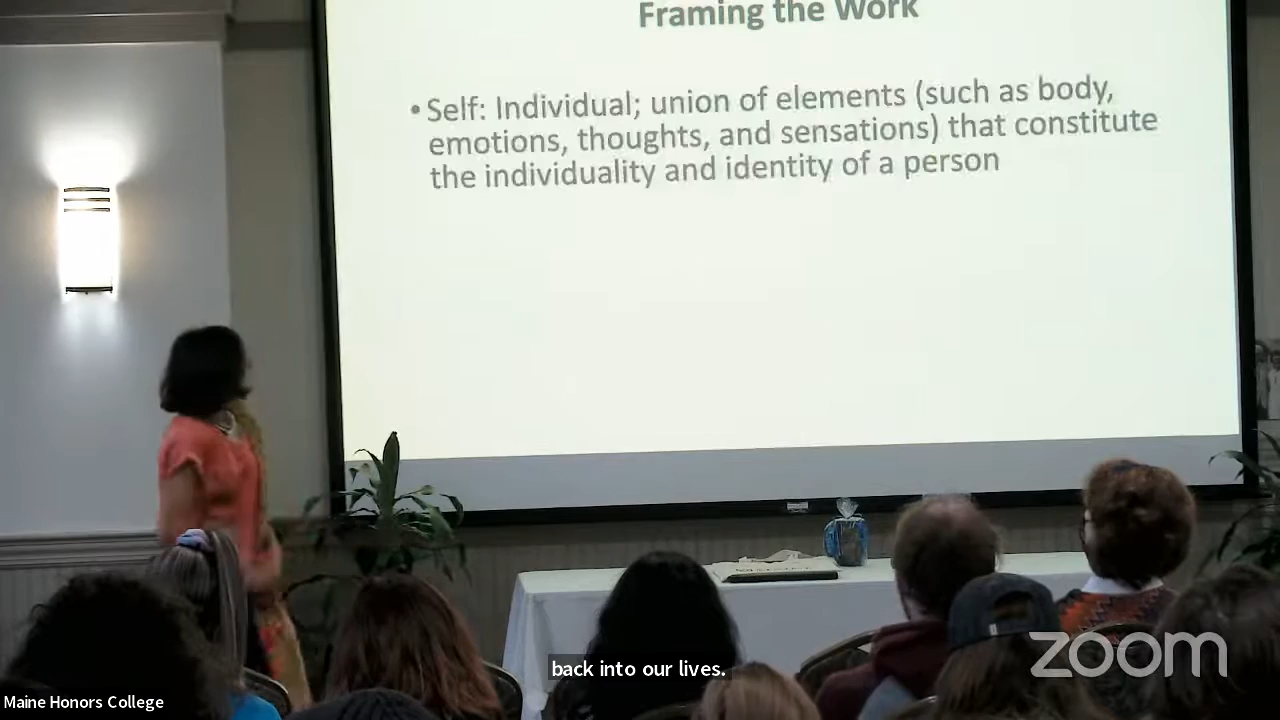 Framing the Work
• Self: Individual; union of elements (such as body,
emotions, thoughts, and sensations) that constitute
the individuality and identity of a person
back into our lives.
zoom
Maine Honors College